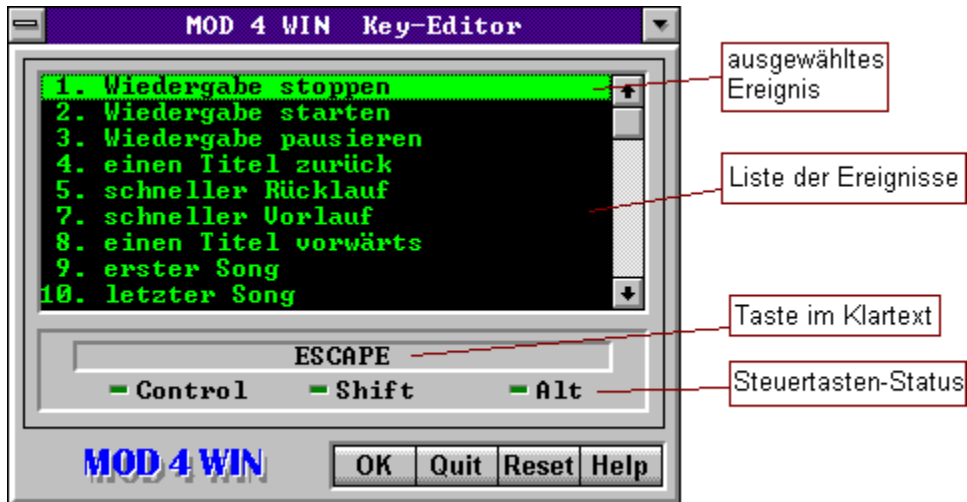 MOD 4 WIN Key-Editor
1. Wiedergabe stoppen
2. Wiedergabe starten
3. Wiedergabe pausieren
4. einen Titel zurück
5. schneller Rücklauf
7. schneller Vorlauf
8. einen Titel vorwärts
9. erster Song
10. letzter Song
ESCAPE
Control Shift Alt
MOD 4 WIN
OK Quit Reset Help
ausgewähltes
Ereignis
Liste der Ereignisse
Taste im Klartext
Steuertasten-Status